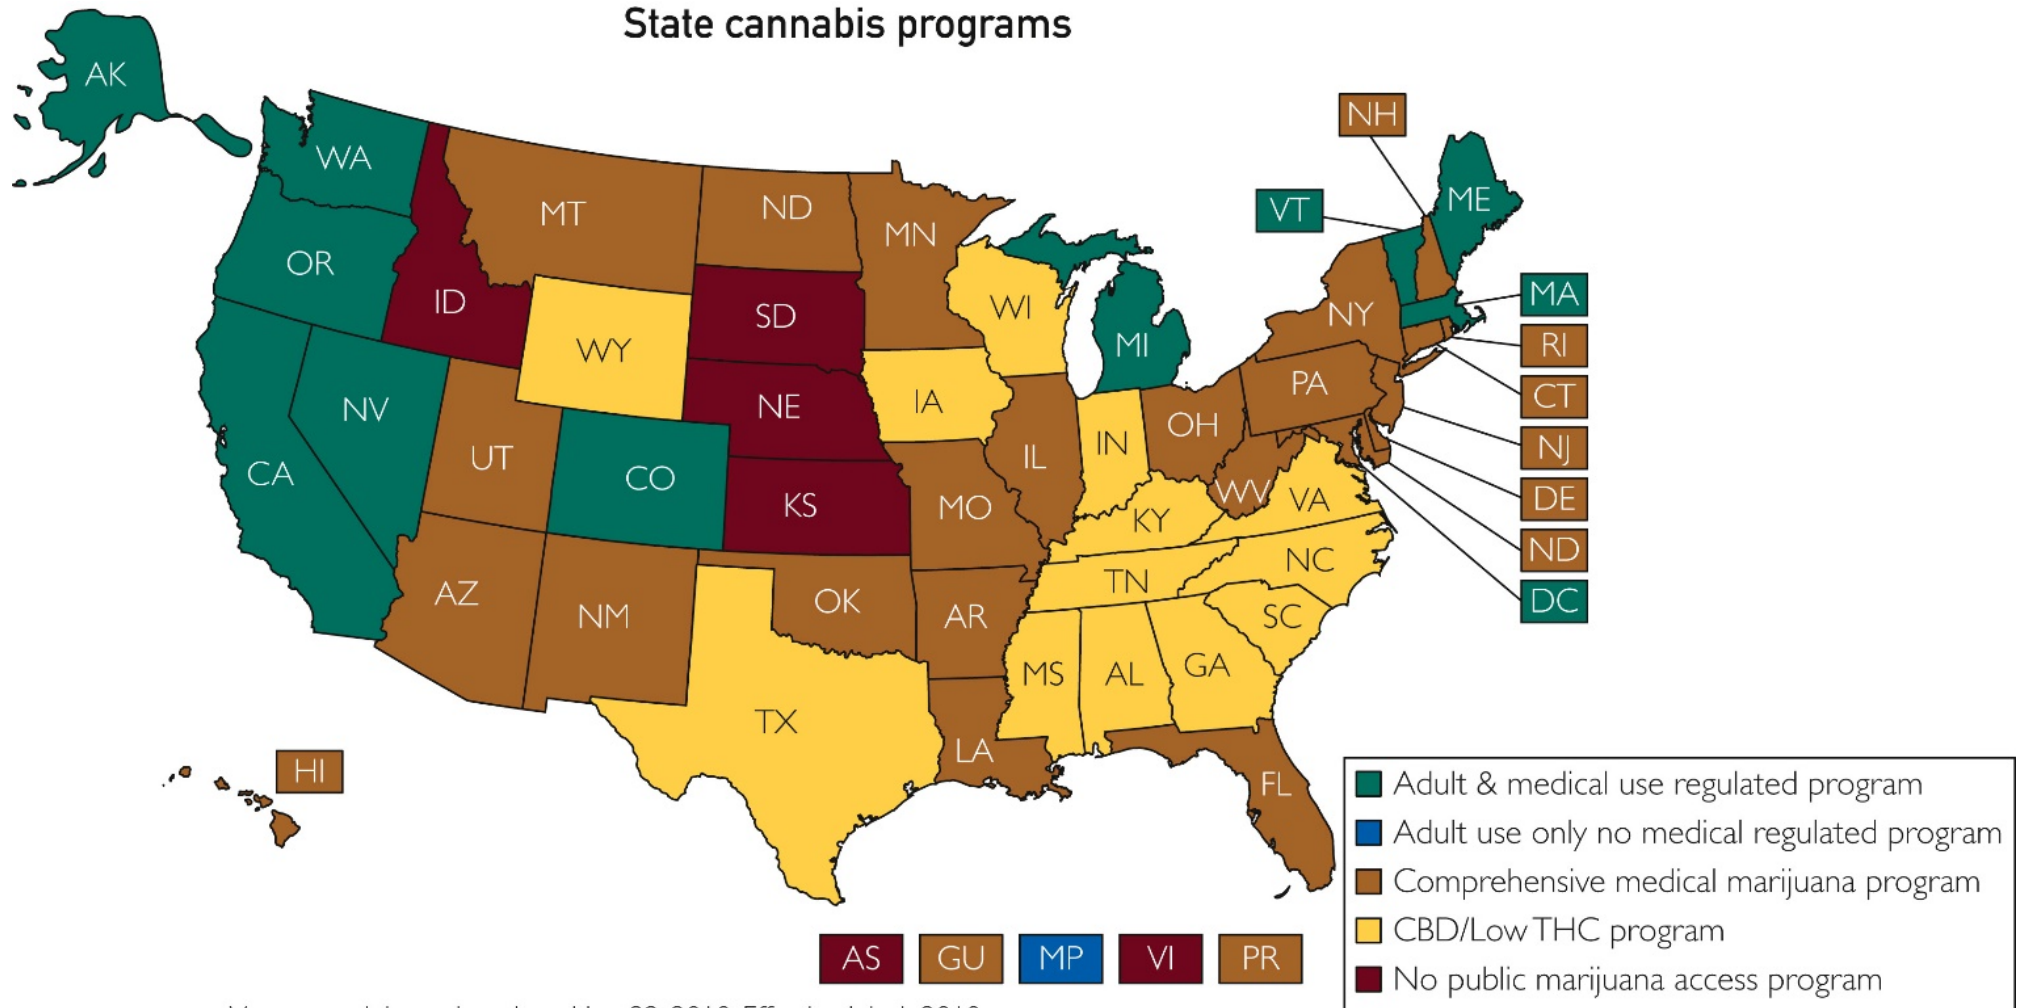 State cannabis programs
AK
WA
NH
MT
ND
MN
VT
ME
OR
ID
SD
WI
NY
MA
WY
MI
RI
NV
NE
IA
PA
CT
UT
CO
IL
IN
OH
NJ
CA
KS
MO
WV
VA
DE
KY
ND
AZ
NM
OK
AR
TN
NC
DC
SC
TX
MS
AL
GA
LA
HI
FL
Adult & medical use regulated program
Adult use only no medical regulated program
Comprehensive medical marijuana program
CBD/Low THC program
No public marijuana access program
AS
GU
MP
VI
PR